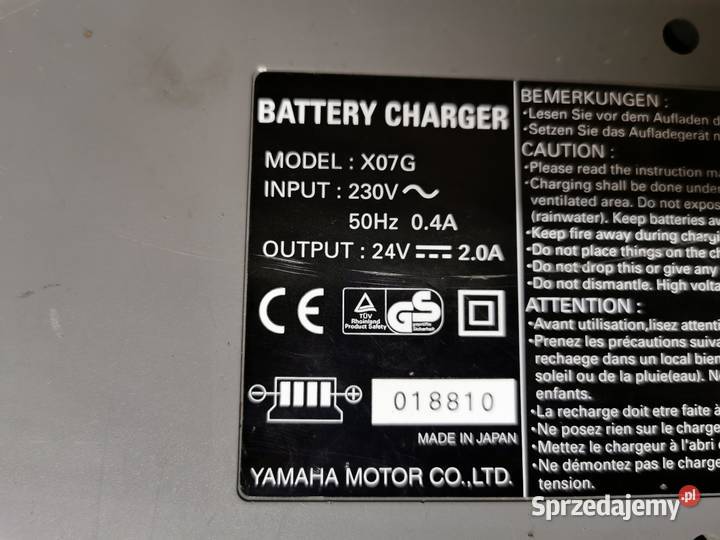 BATTERY CHARGER
MODEL : X07G
INPUT : 230V
50Hz 0.4A
OUTPUT : 24V 2.0A
CE
TÜV
Rheinland
Product Safety
GS
geprüfte
Sicherheit
018810
MADE IN JAPAN
YAMAHA MOTOR CO.,LTD.
BEMERKUNGEN :
•Lesen Sie vor dem Aufladen
•Setzen Sie das Aufladegerät
CAUTION :
•Please read the instruction
•Charging shall be done
ventilated area. Do not
(rainwater). Keep batteries
•Keep fire away during
•Do not place things on the
•Do not drop this or give any
•Do not dismantle. High
ATTENTION :
•Avant utilisation,lisez
•Prenez les précautions
rechaege dans un local
soleil ou de la pluie(eau).
enfants.
•La recharge doit etre faite
•Ne posez rien sur le
•Mettez le chargeur à l'abri
•Ne démontez pas le
tension.
Sprzedajemy.pl